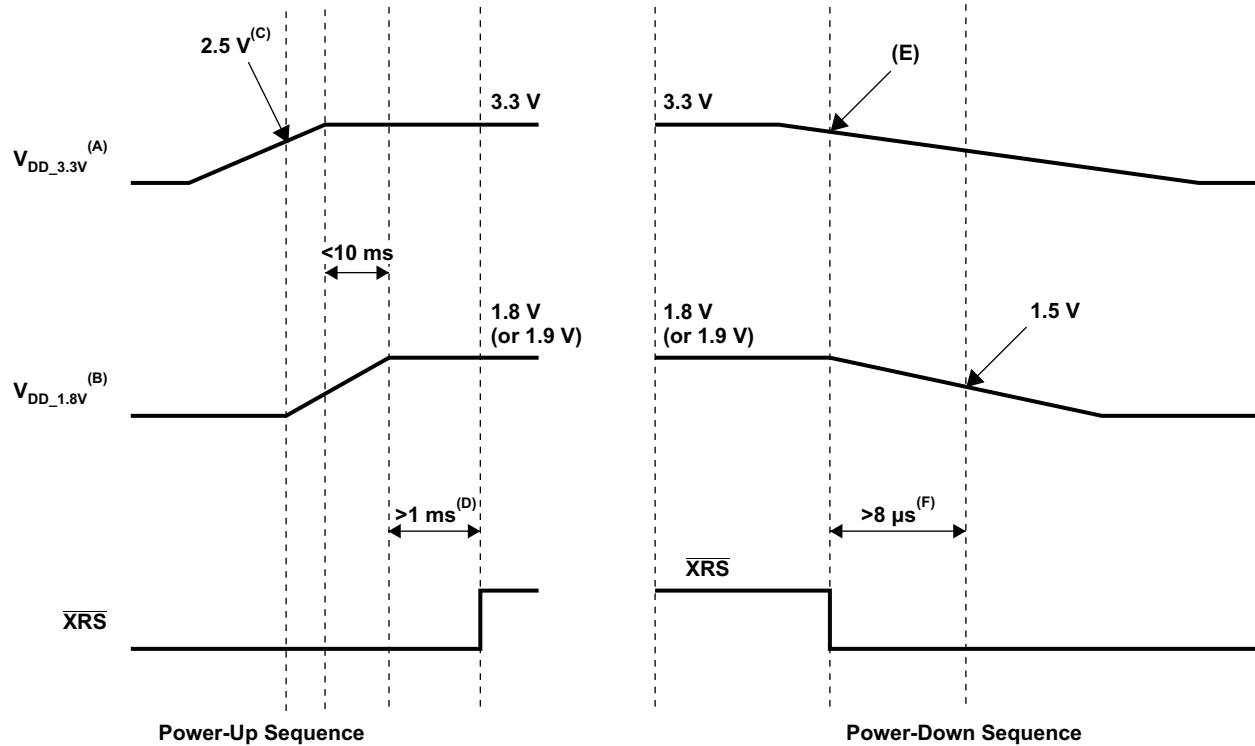 2.5 V(C)
(E)
3.3 V
3.3 V
VDD_3.3V(A)
<10 ms
1.8 V
(or 1.9 V)
1.8 V
(or 1.9 V)
1.5 V
VDD_1.8V(B)
>1 ms(D)
>8 µs(F)
XRS
XRS
Power-Up Sequence
Power-Down Sequence